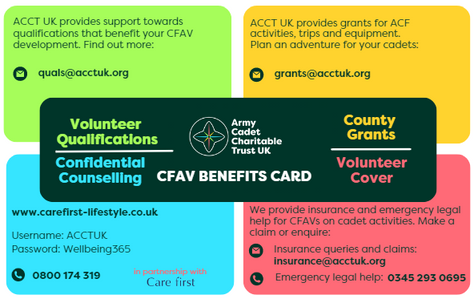 ACCT UK provides support towards
qualifications that benefit your CFAV
development. Find out more:
quals@acctuk.org
ACCT UK provides grants for ACF
activities, trips and equipment.
Plan an adventure for your cadets:
grants@acctuk.org
Volunteer
Qualifications
Army
Cadet
Charitable
Trust UK
County
Grants
Confidential
Counselling
CFAV BENEFITS CARD
Volunteer
Cover
www.carefirst-lifestyle.co.uk
Username: ACCTUK
Password: Wellbeing365
0800 174 319
In partnership with
Care first
We provide insurance and emergency legal
help for CFAVs on cadet activities. Make a
claim or enquire:
Insurance queries and claims:
insurance@acctuk.org
Emergency legal help: 0345 293 0695